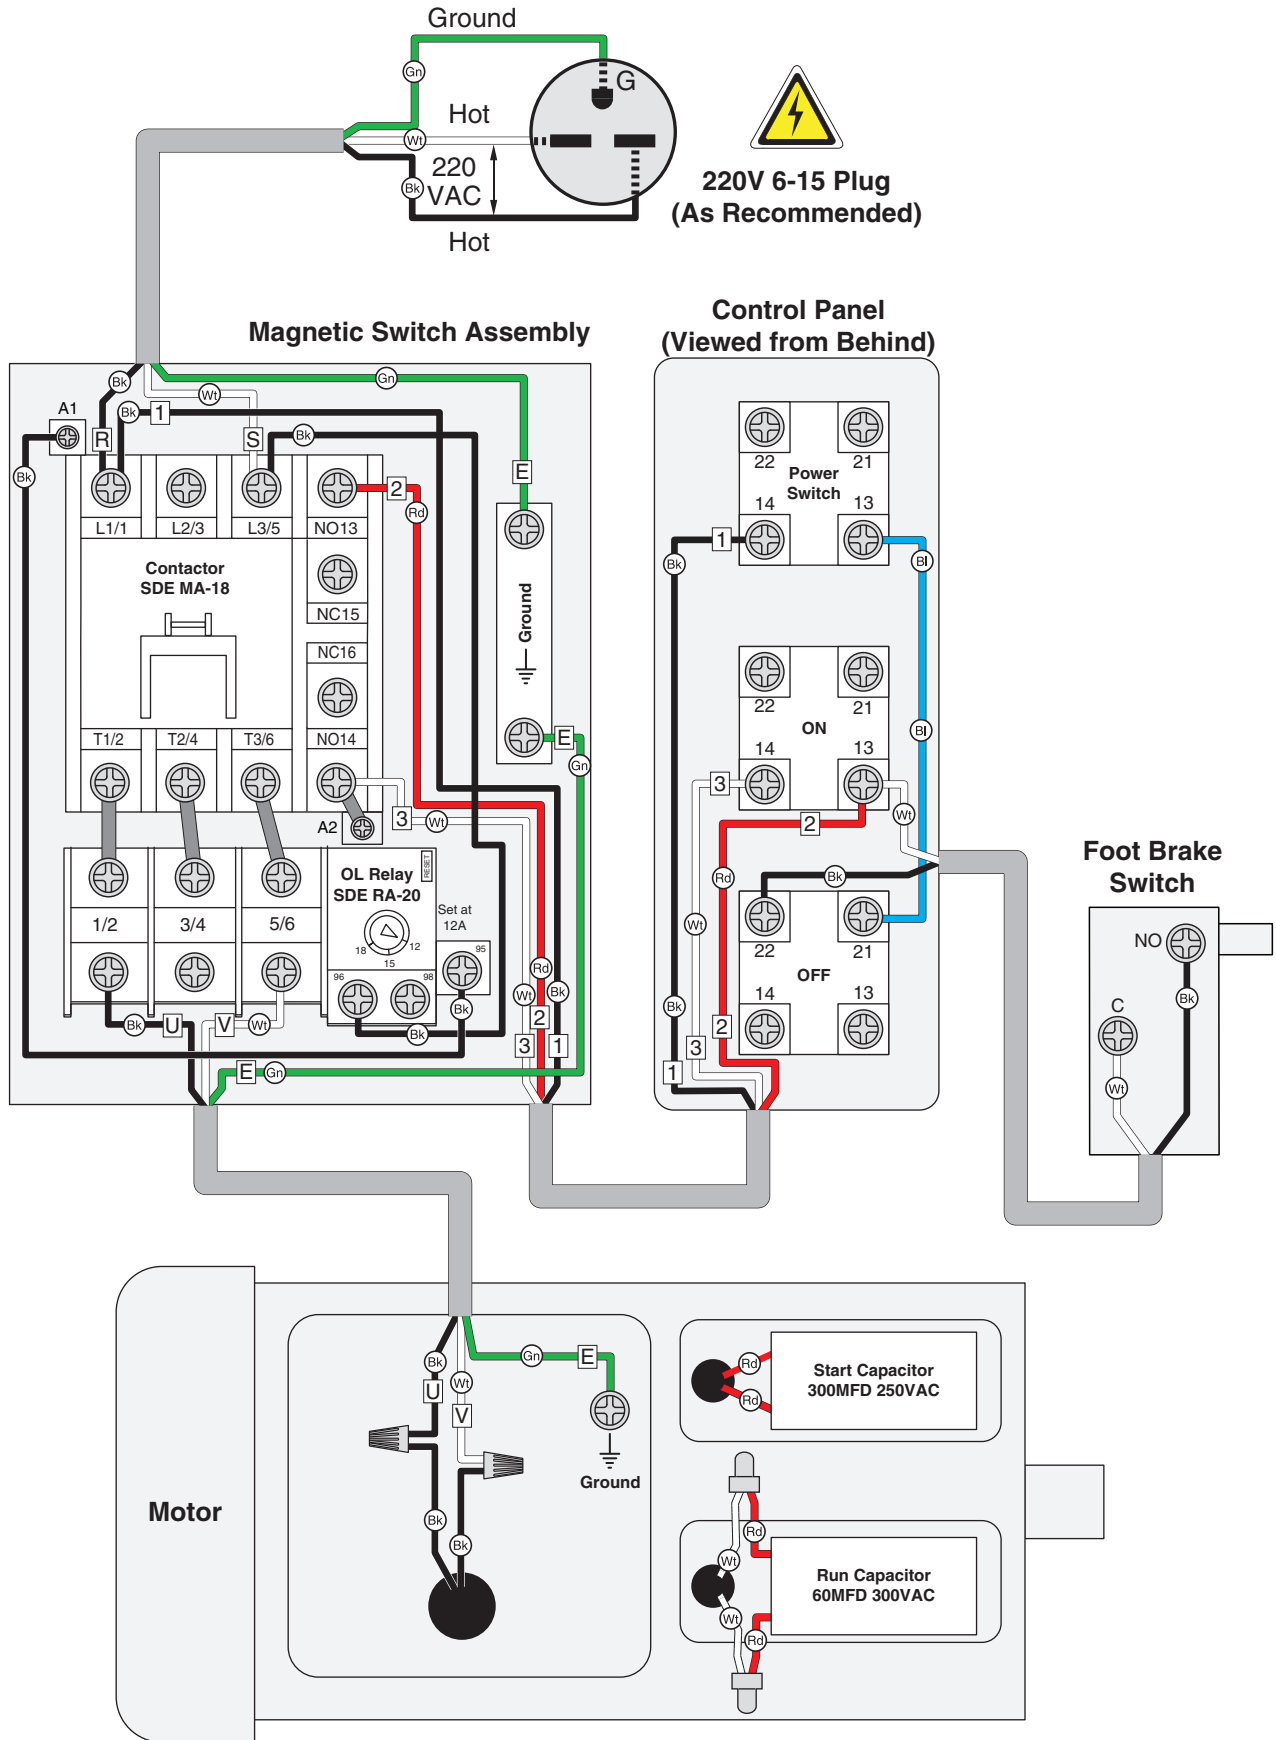 Ground
Gn
G
Hot
Wt
220
VAC
Bk
Hot
220V 6-15 Plug
(As Recommended)
Magnetic Switch Assembly
Control Panel
(Viewed from Behind)
Bk
Gn
Wt
A1
Bk
1
R
S
Bk
E
Bk
2
Rd
L1/1
L2/3
L3/5
NO13
Contactor
SDE MA-18
NC15
NC16
Ground
T1/2
T2/4
T3/6
NO14
E
Gn
A2
3
Wt
OL Relay
SDE RA-20
RESET
Set at
12A
1/2
3/4
5/6
18
12
15
96
98
95
Rd
Wt
Bk
Bk
U
V
Wt
Bk
Bk
2
3
1
E
Gn
22
21
Power
Switch
14
13
1
Bk
Bl
22
21
ON
14
13
Bl
3
2
Wt
Rd
Bk
Wt
22
21
OFF
14
13
Bk
2
3
1
Foot Brake
Switch
NO
C
Bk
Wt
Bk
Gn
E
Wt
U
V
Ground
Bk
Bk
Motor
Rd
Rd
Start Capacitor
300MFD 250VAC
Rd
Wt
Run Capacitor
60MFD 300VAC
Wt
Rd